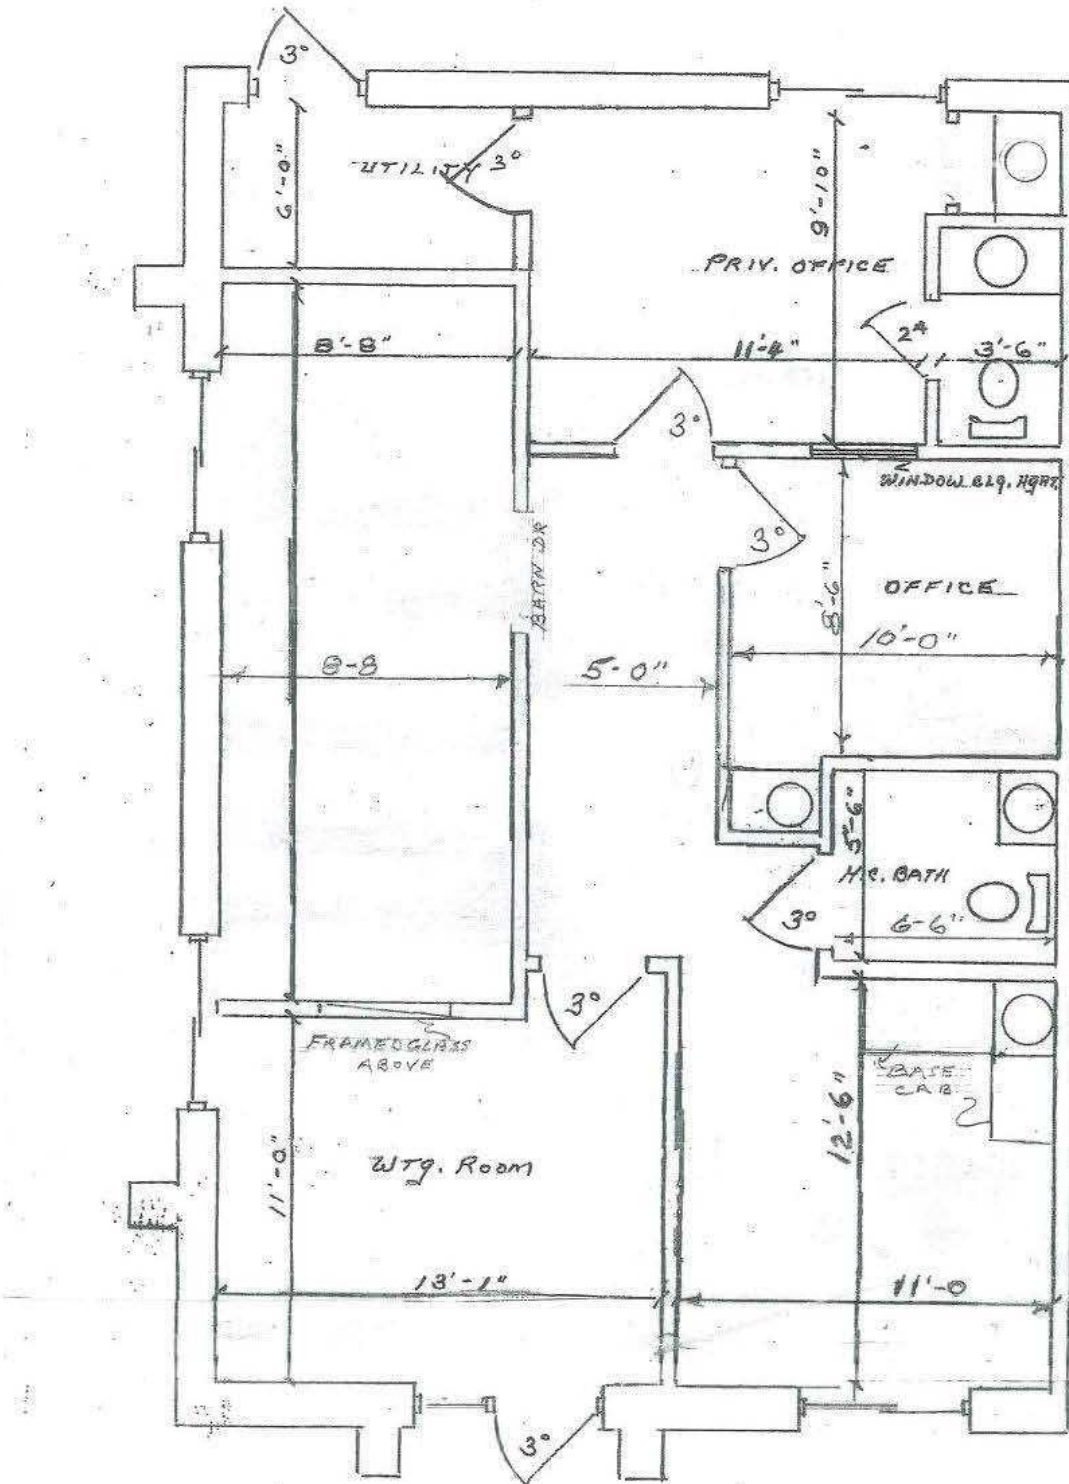 3°
6'-0"
UTILITY
3°
9'-10"
PRIV. OFFICE
8'-8"
11'-4"
2⁴
3'-6"
3°
WINDOW CLG. HGHT.
BARN DR
3°
8'-6"
OFFICE
10'-0"
8-8
5-0"
5'-6"
H.C. BATH
3°
6-6"
3°
FRAMED GLASS
ABOVE
BASE
CAB
12'-6"
WTG. ROOM
11'-0"
13'-1"
11'-0
3°